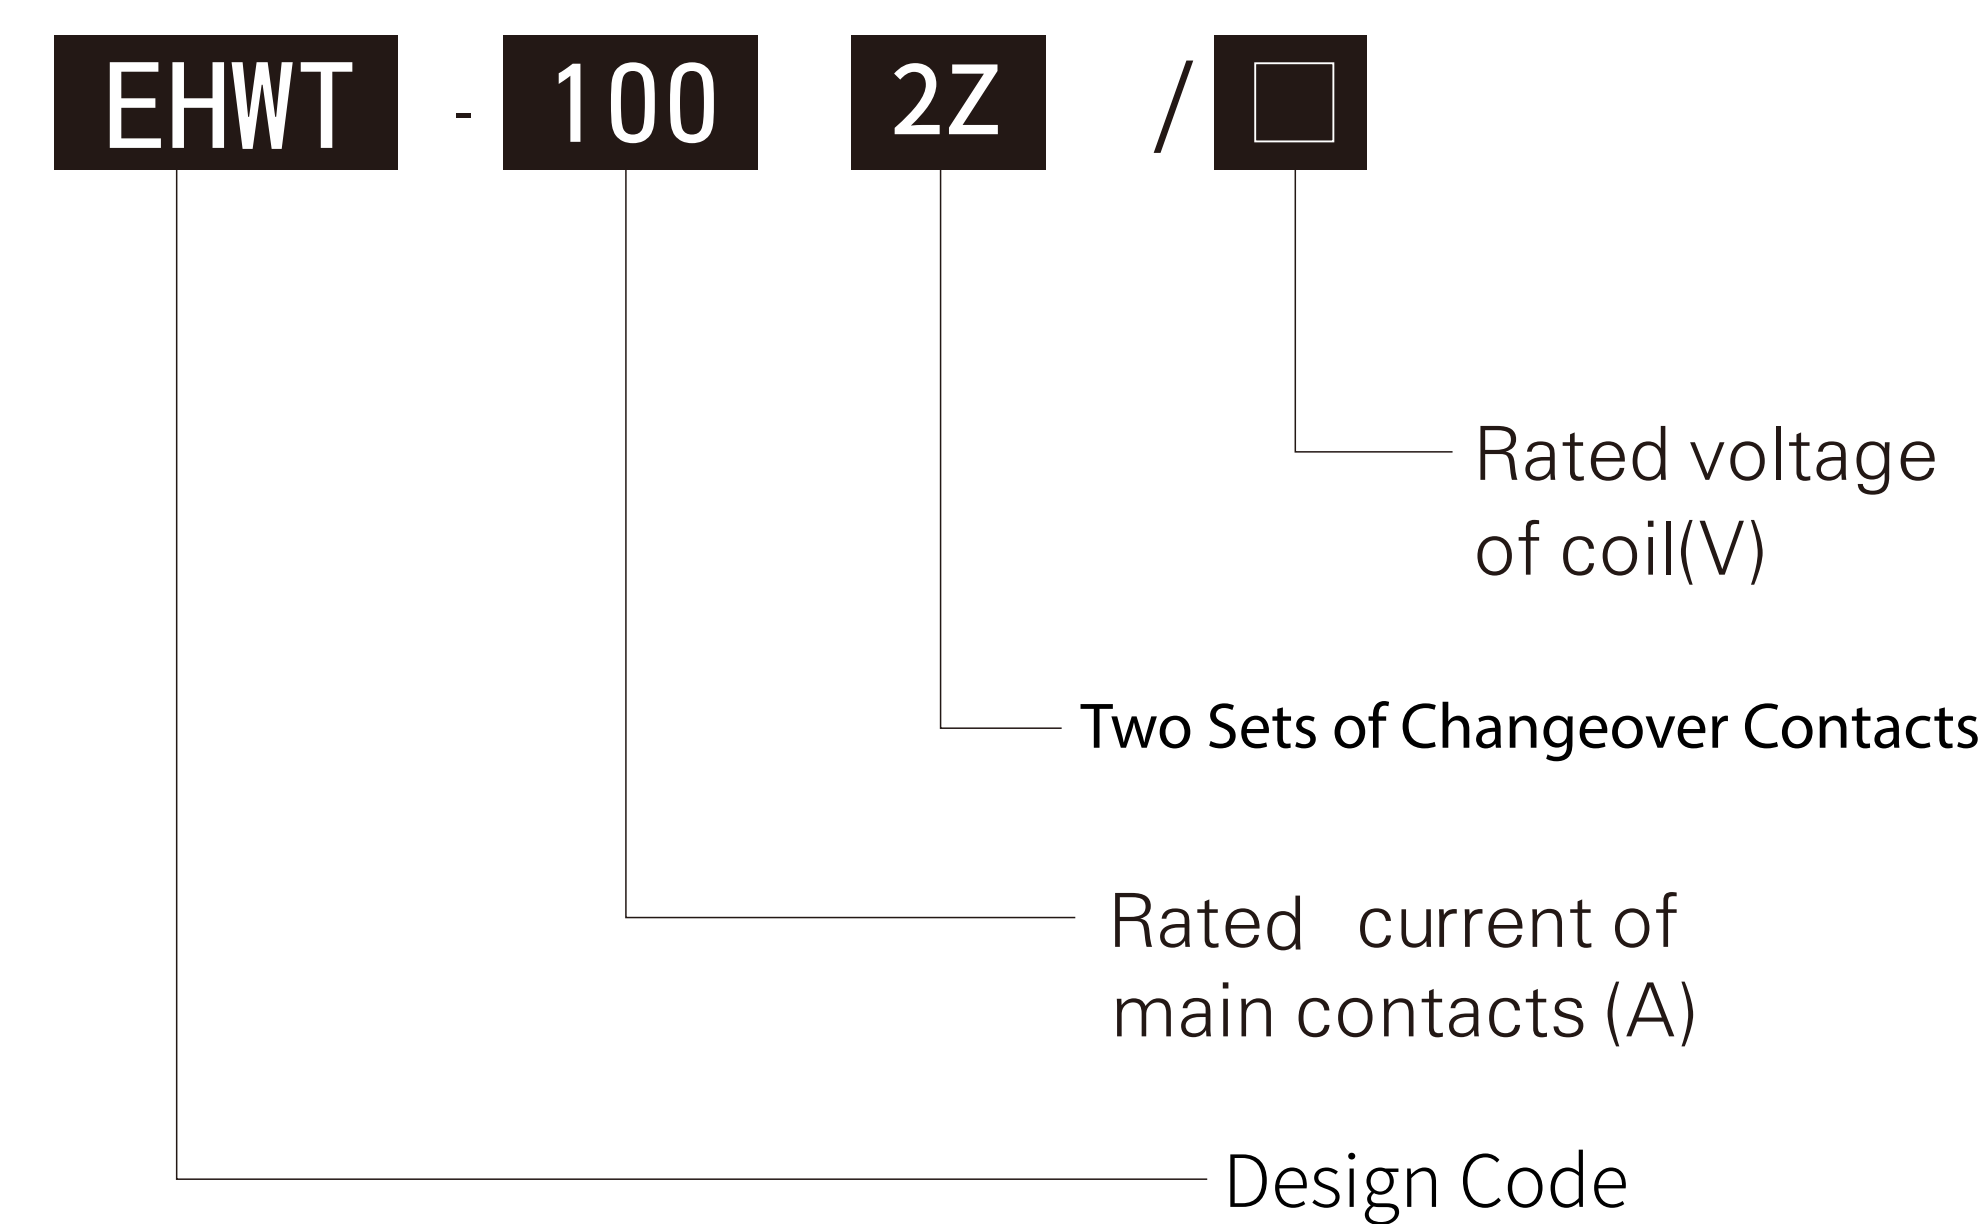 EHWT - 100 2Z / □
Rated voltage
of coil(V)
Two Sets of Changeover Contacts
Rated current of
main contacts (A)
Design Code